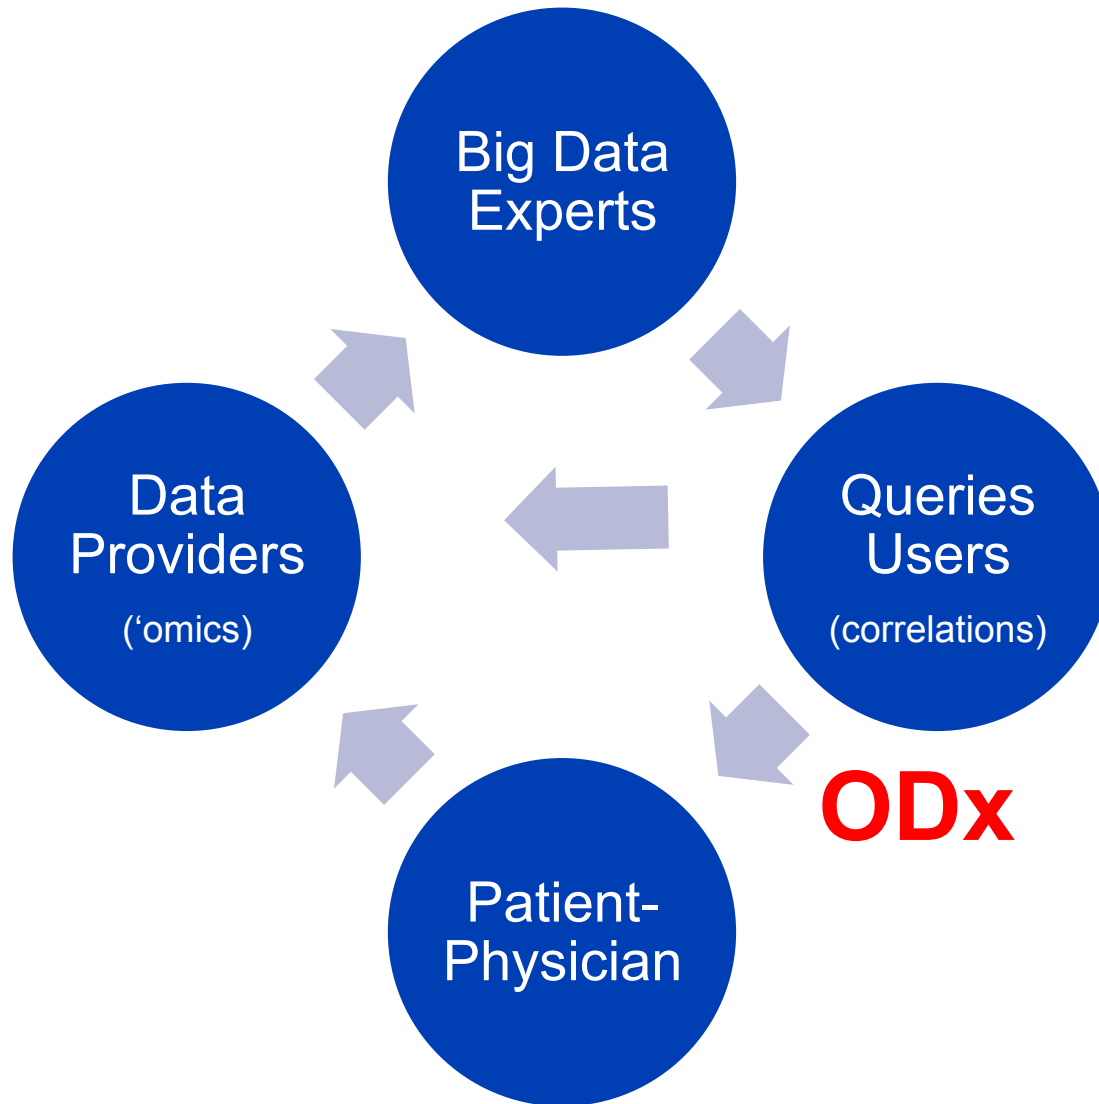 Big Data
Experts
Data
Providers
(‘omics)
Queries
Users
(correlations)
ODx
Patient-
Physician